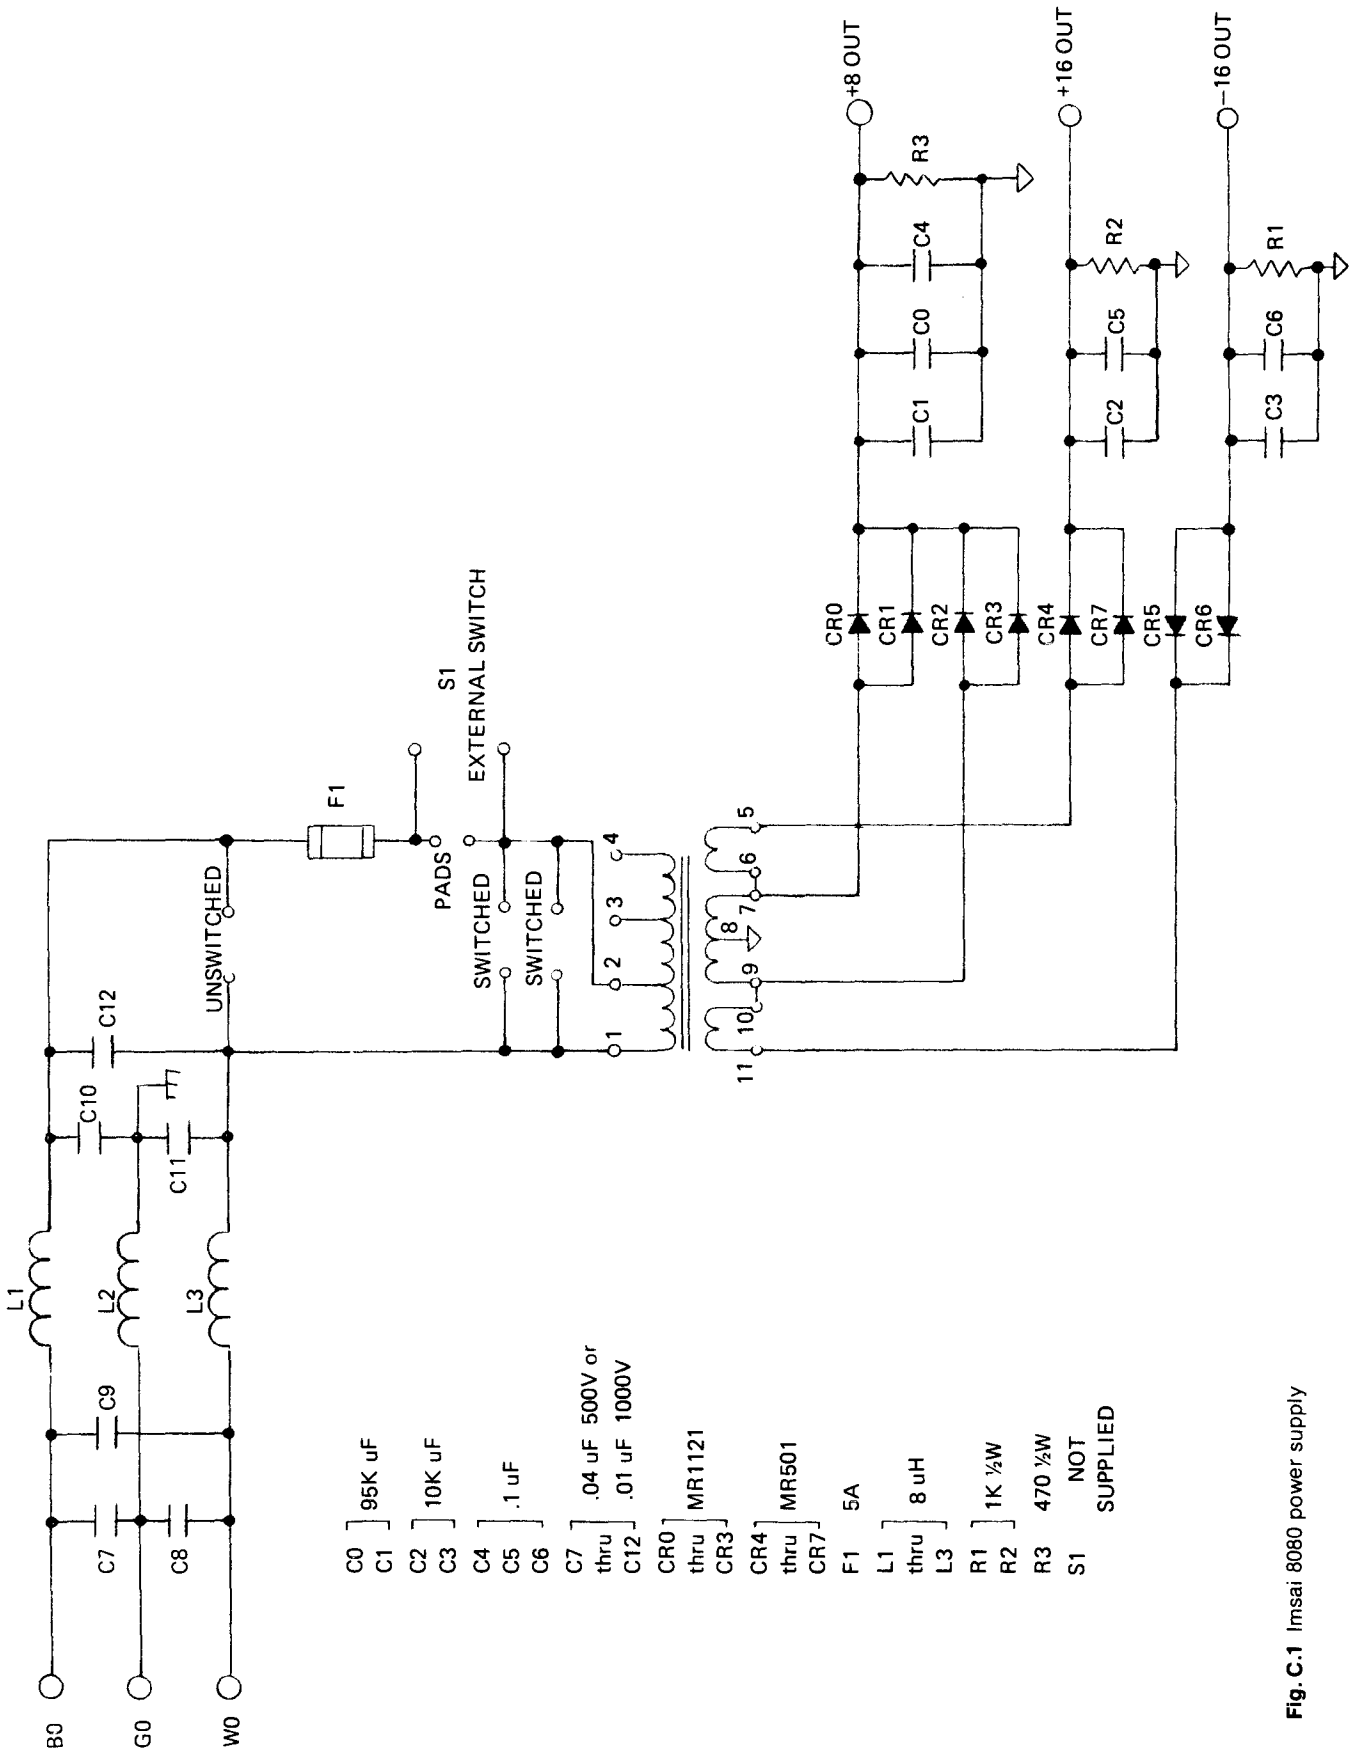 B0
G0
W0
C7
C8
C9
L1
L2
L3
C10
C11
C12
UNSWITCHED
F1
PADS
S1
EXTERNAL SWITCH
SWITCHED
SWITCHED
1
2
3
4
5
6
7
8
9
10
11
CR0
CR1
CR2
CR3
CR4
CR7
CR5
CR6
C1
C0
C4
R3
+8 OUT
C2
C5
R2
+16 OUT
C3
C6
R1
−16 OUT
C0
C1 95K uF
C2
C3 10K uF
C4
C5 .1 uF
C6
C7 .04 uF 500V or
thru
C12 .01 uF 1000V
CR0
thru MR1121
CR3
CR4
thru MR501
CR7
F1 5A
L1
thru 8 uH
L3
R1
R2 1K ½W
R3 470 ½W
S1 NOT
SUPPLIED
Fig. C.1 Imsai 8080 power supply